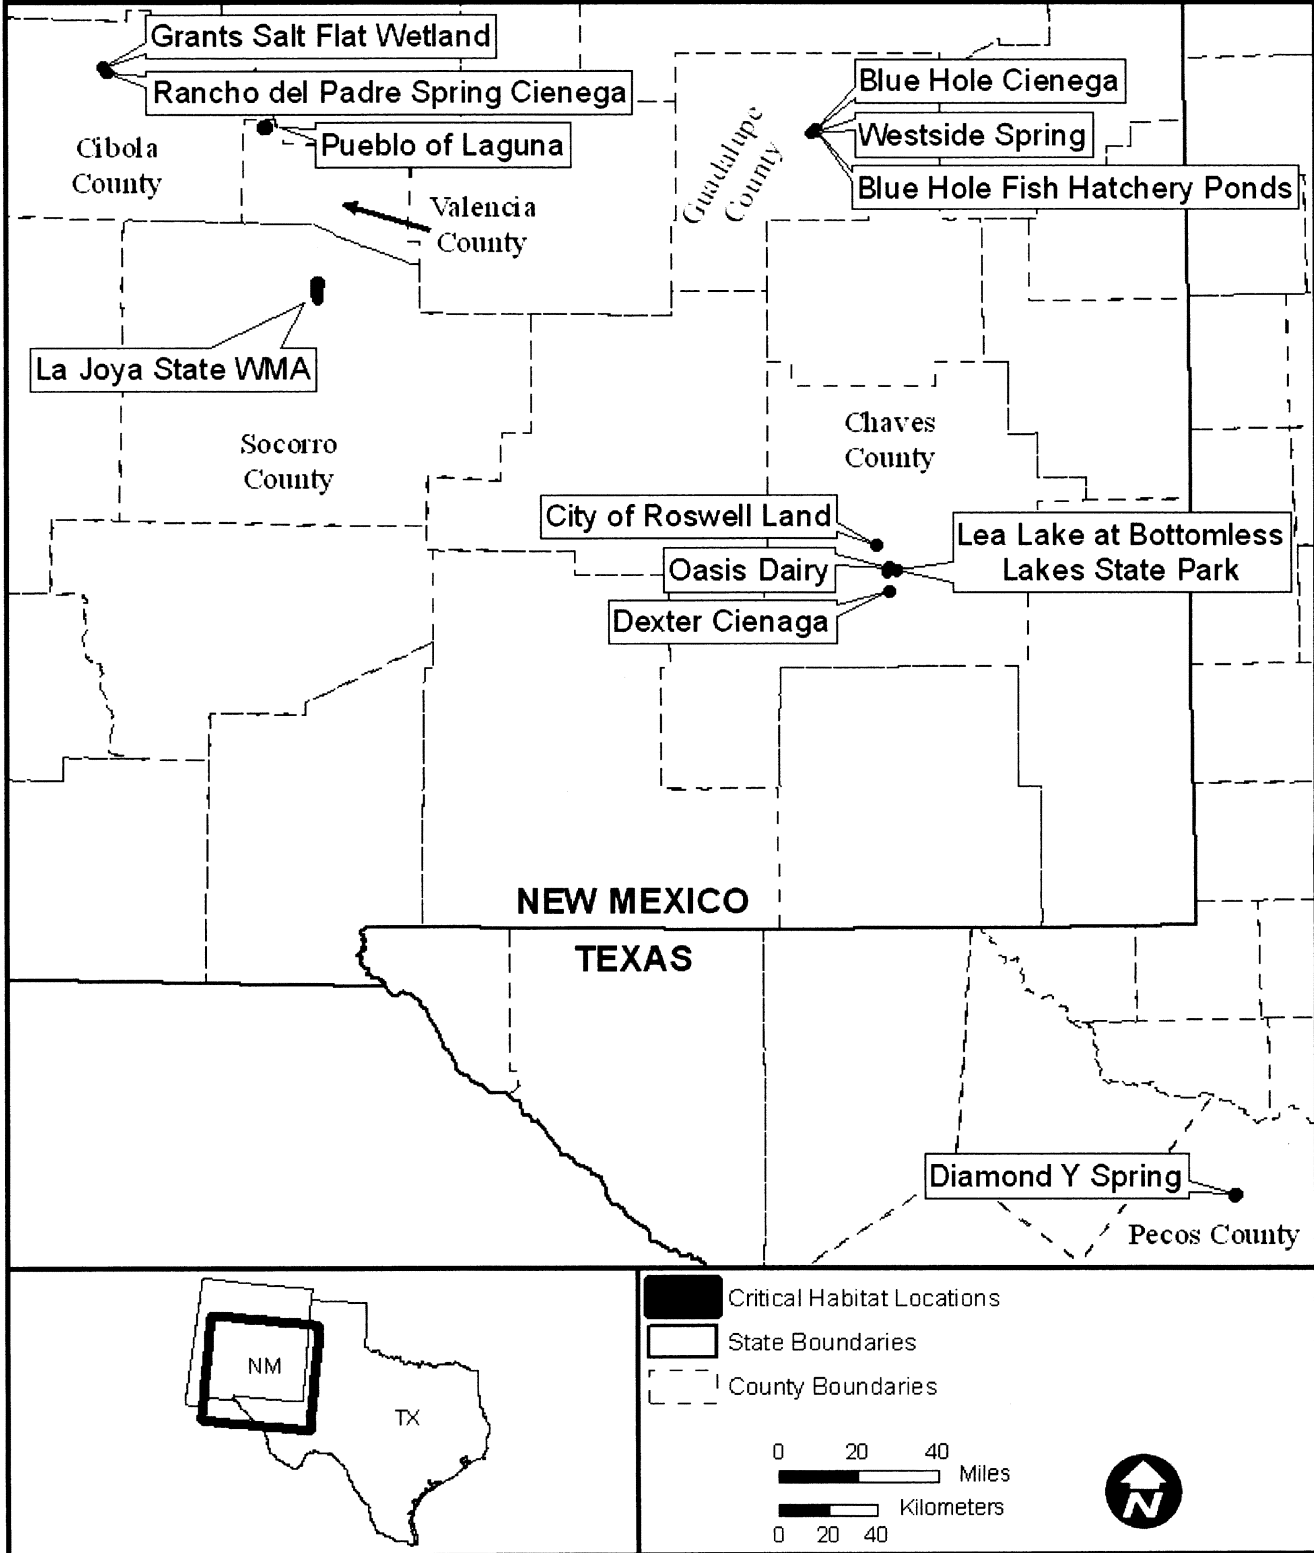 Grants Salt Flat Wetland
Rancho del Padre Spring Cienega
Pueblo of Laguna
Cibola
County
Valencia
County
Guadalupe
County
Blue Hole Cienega
Westside Spring
Blue Hole Fish Hatchery Ponds
La Joya State WMA
Socorro
County
Chaves
County
City of Roswell Land
Oasis Dairy
Lea Lake at Bottomless
Lakes State Park
Dexter Cienaga
NEW MEXICO
TEXAS
Diamond Y Spring
Pecos County
NM
TX
Critical Habitat Locations
State Boundaries
County Boundaries
0 20 40
Miles
Kilometers
0 20 40
N